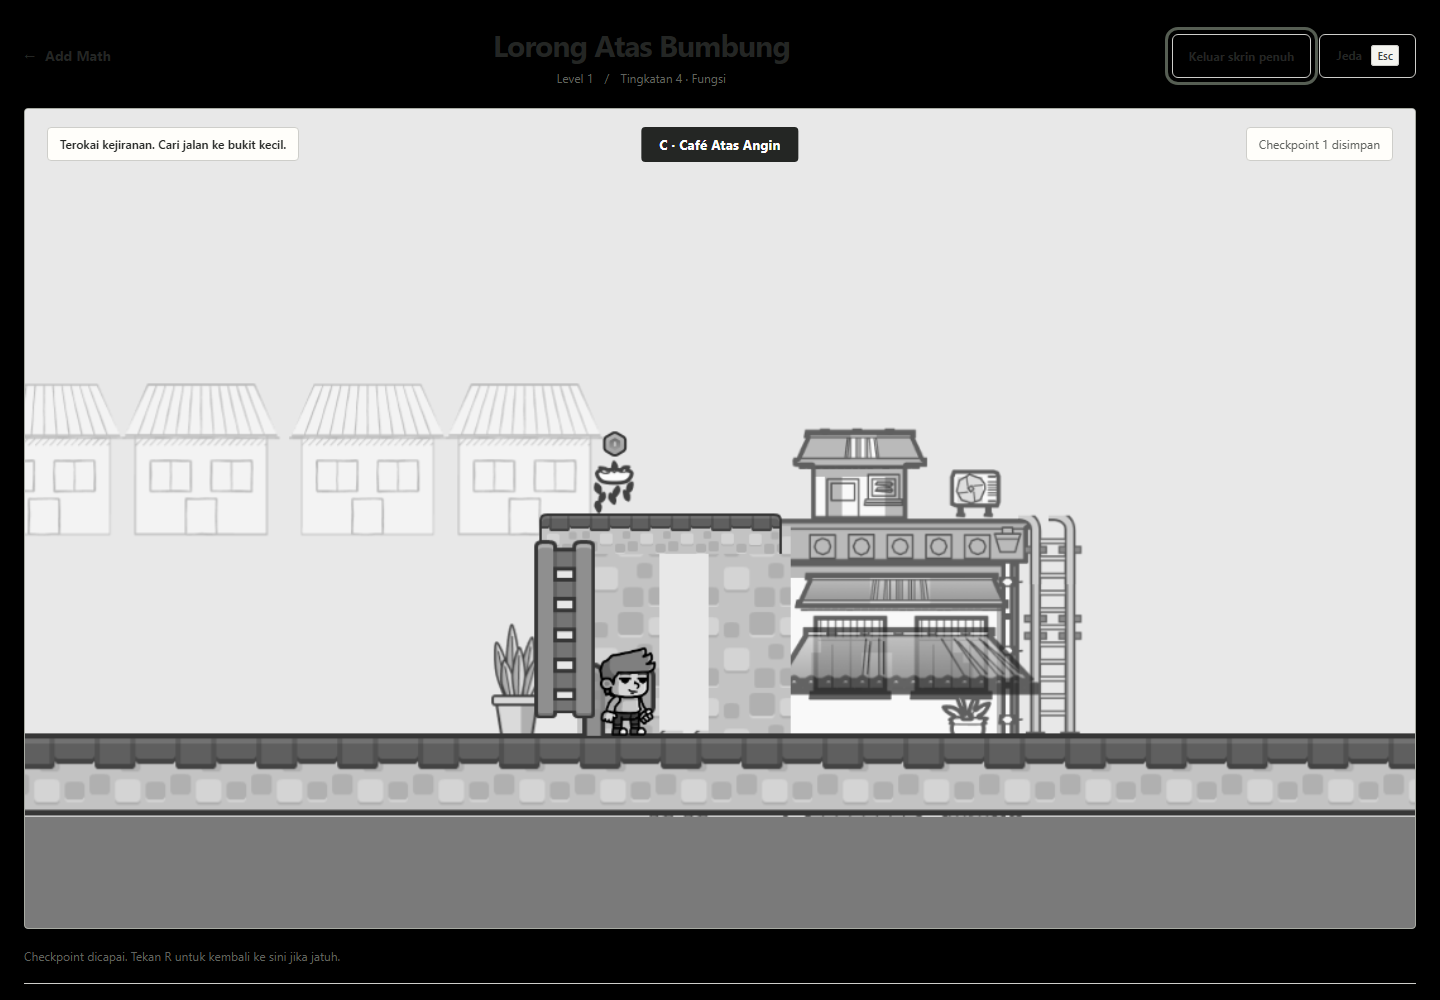 ← Add Math
Lorong Atas Bumbung
Level 1 / Tingkatan 4 · Fungsi
Keluar skrin penuh
Jeda Esc
Terokai kejiranan. Cari jalan ke bukit kecil.
C · Café Atas Angin
Checkpoint 1 disimpan
Checkpoint dicapai. Tekan R untuk kembali ke sini jika jatuh.